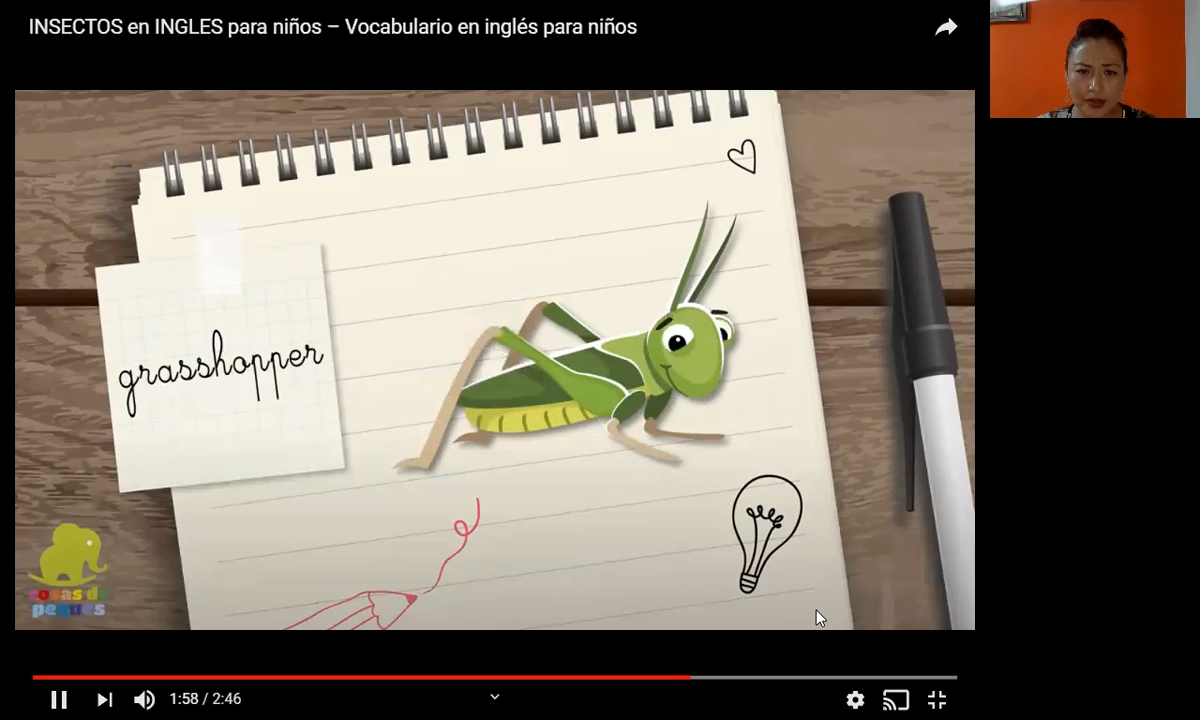 INSECTOS en INGLES para niños – Vocabulario en inglés para niños
grasshopper
cosas de
peques
1:58 / 2:46